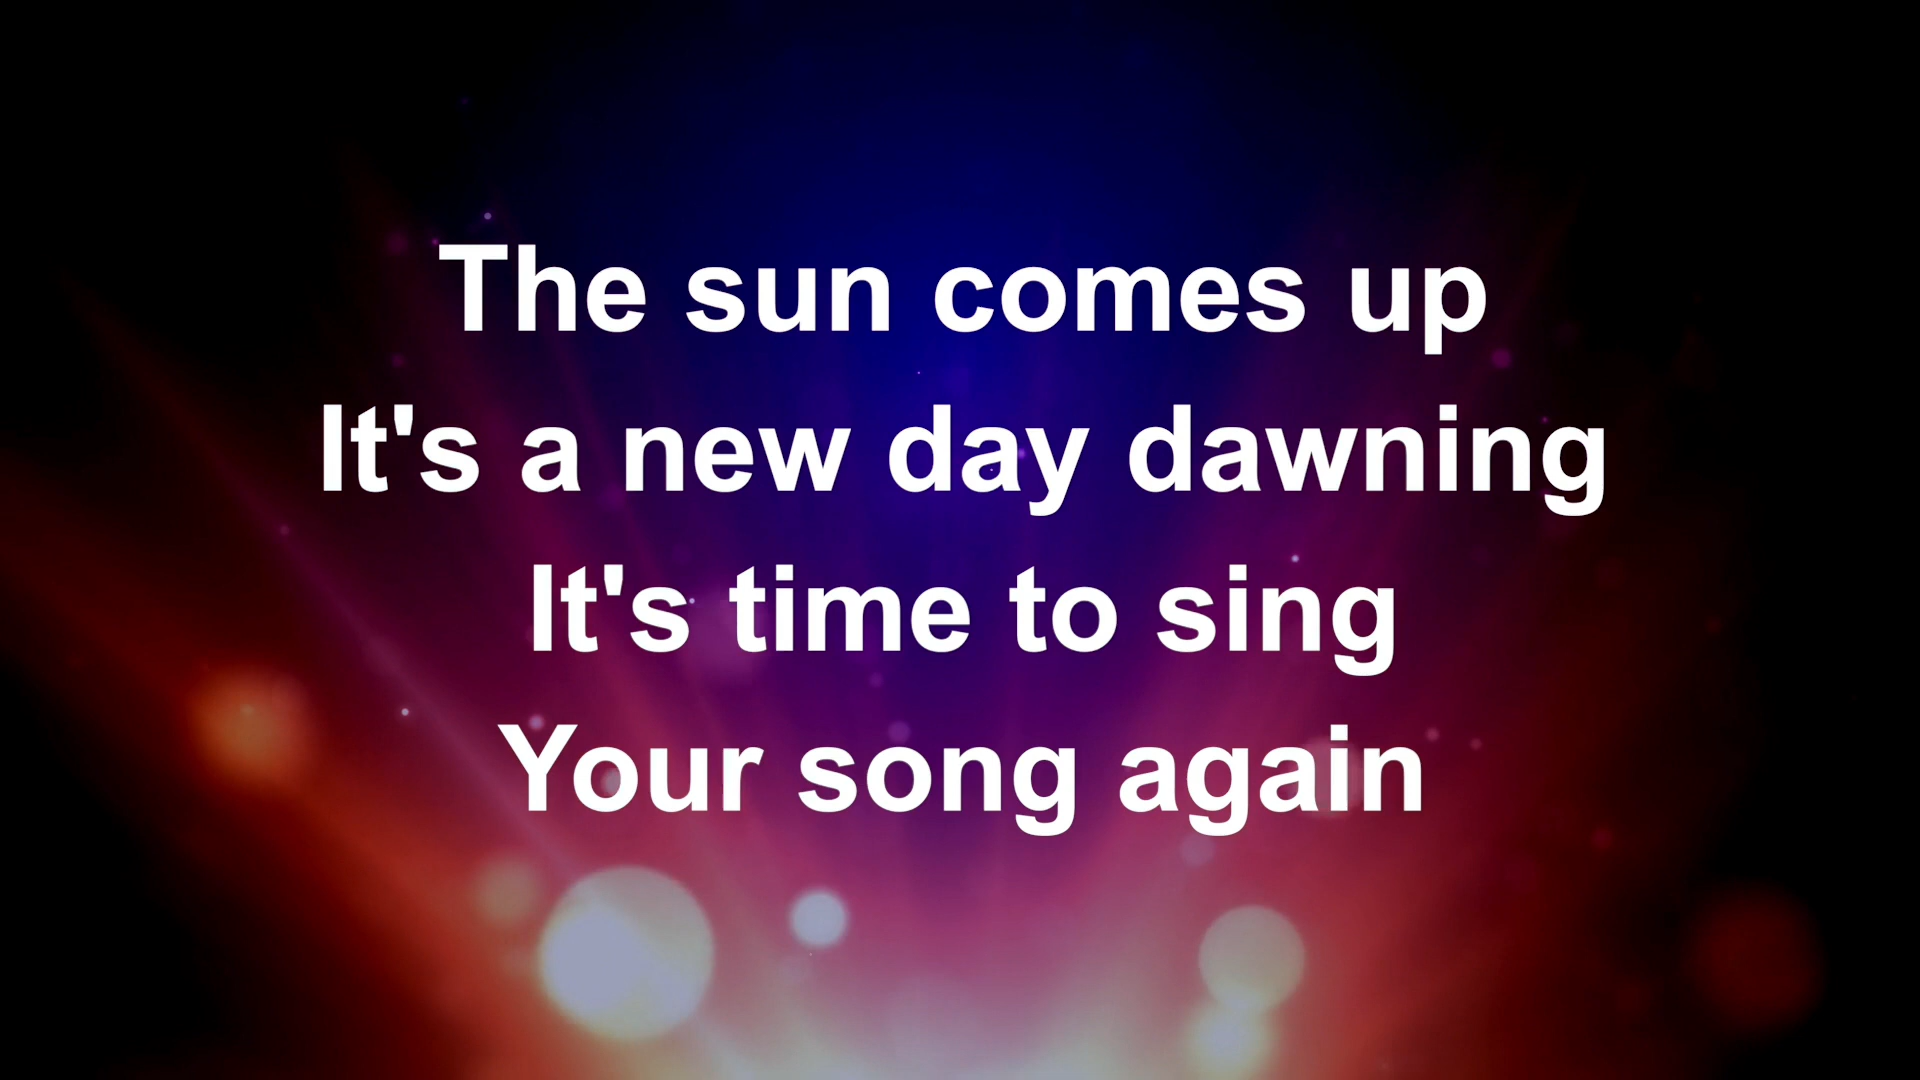 The sun comes up
It's a new day dawning
It's time to sing
Your song again